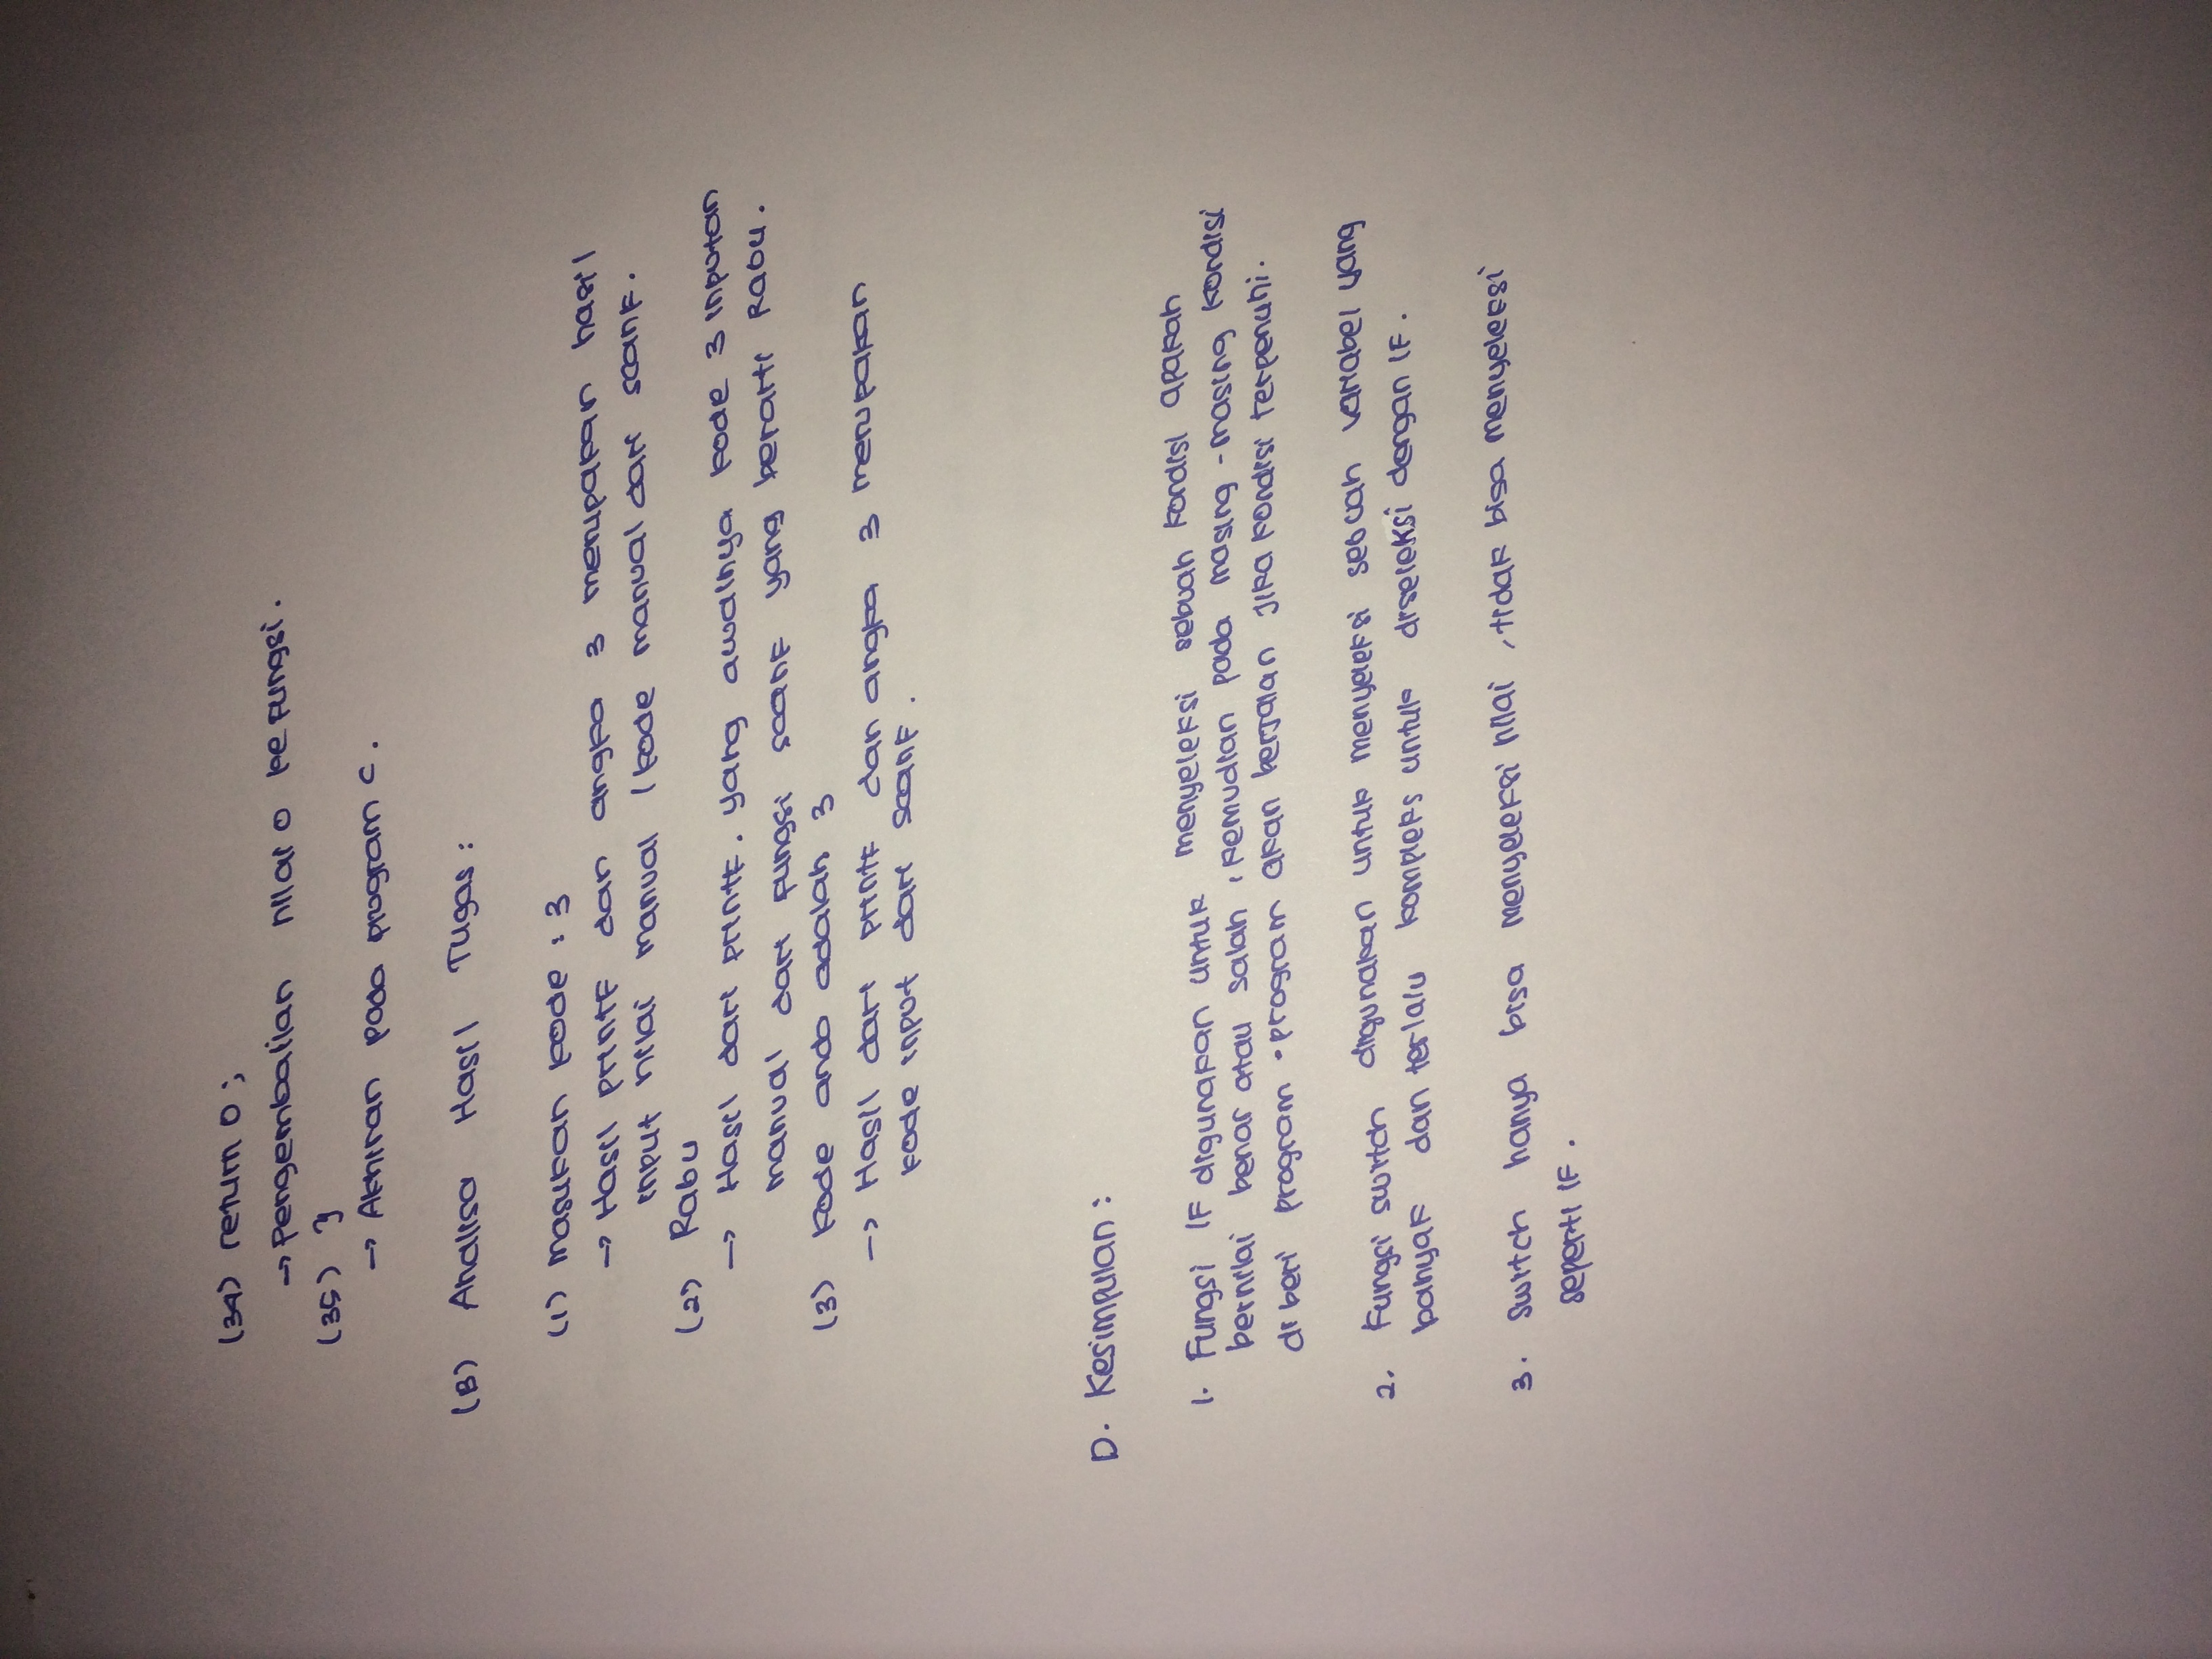 (34) return 0 ;
→ Pengembalian nilai 0 ke fungsi.
(35) }
→ Akhiran pada program C.
(B) Analisa Hasil Tugas :
(1) Masukan kode : 3
→ Hasil printf dan angka 3 merupakan hasil
input nilai manual / kode manual dari scanf.
(2) Rabu
→ Hasil dari printf. yang awalnya kode 3 inputan
manual dari fungsi scanf yang berarti Rabu.
(3) Kode anda adalah 3
→ Hasil dari printf dan angka 3 merupakan
kode input dari scanf.
D. Kesimpulan :
1. Fungsi IF digunakan untuk menyeleksi sebuah kondisi apakah
bernilai benar atau salah, kemudian pada masing-masing kondisi
di beri program-program akan berjalan jika kondisi terpenuhi.
2. Fungsi switch digunakan untuk menyeleksi sebuah variabel yang
banyak dan terlalu kompleks untuk diseleksi dengan IF.
3. Switch hanya bisa menyeleksi nilai, tidak bisa menyeleksi
seperti IF.